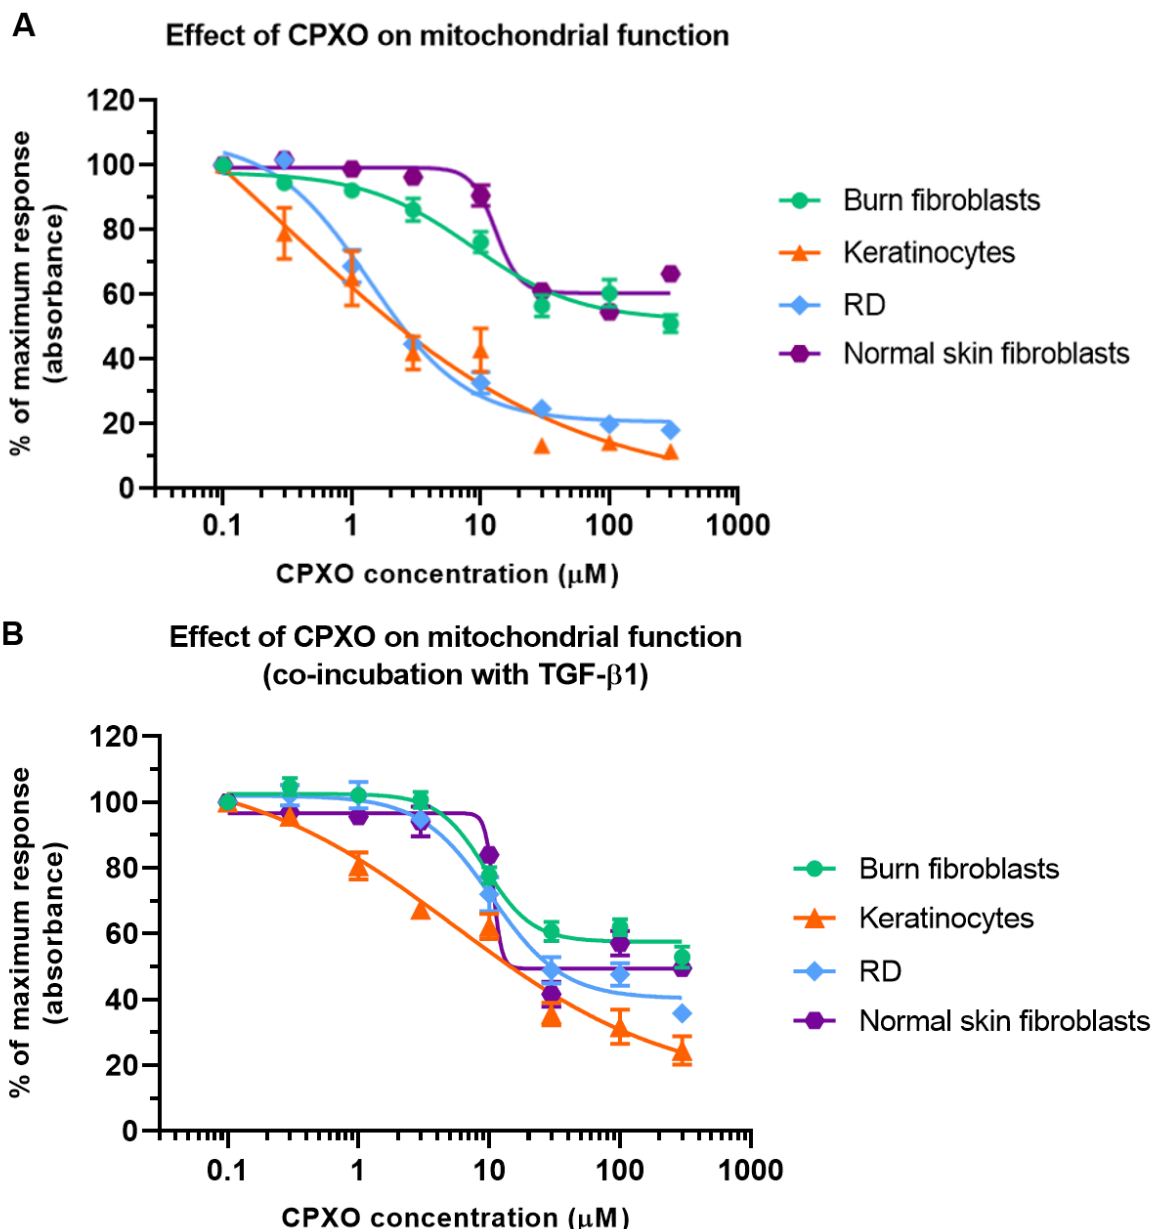 A
Effect of CPXO on mitochondrial function
% of maximum response
(absorbance)
120
100
80
60
40
20
0
0.1 1 10 100 1000
CPXO concentration (μM)
Burn fibroblasts
Keratinocytes
RD
Normal skin fibroblasts
B
Effect of CPXO on mitochondrial function
(co-incubation with TGF-β1)
% of maximum response
(absorbance)
120
100
80
60
40
20
0
0.1 1 10 100 1000
CPXO concentration (μM)
Burn fibroblasts
Keratinocytes
RD
Normal skin fibroblasts